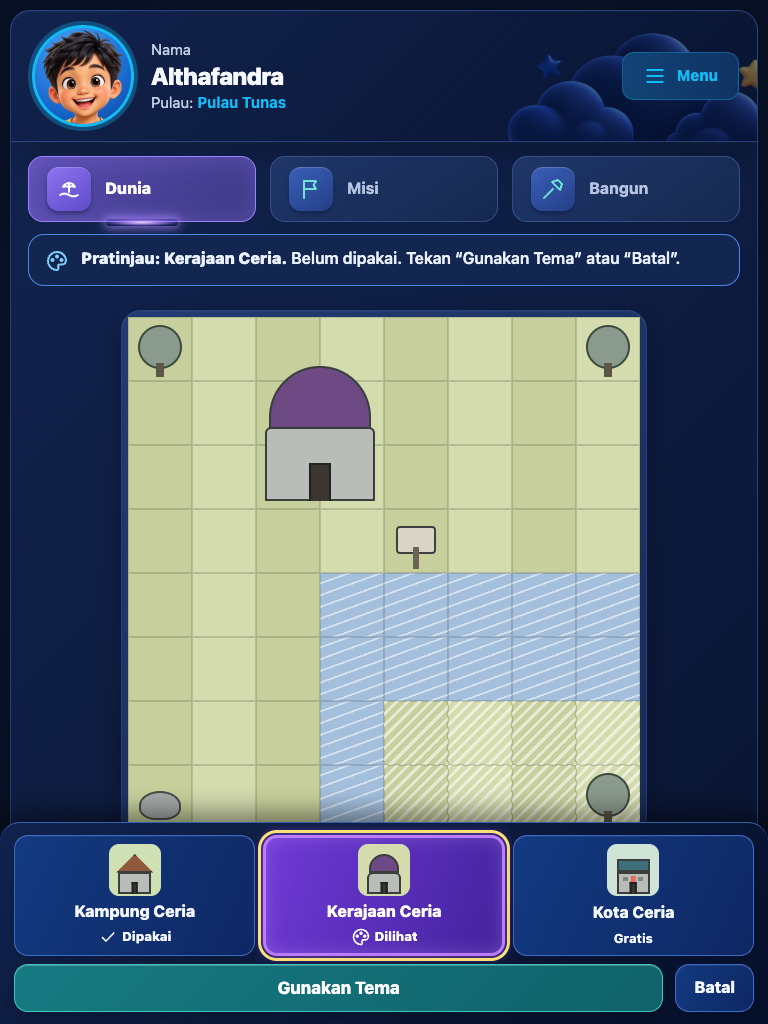 Nama
Althafandra
Pulau: Pulau Tunas
Menu
Dunia
Misi
Bangun
Pratinjau: Kerajaan Ceria. Belum dipakai. Tekan “Gunakan Tema” atau “Batal”.
Kampung Ceria
Dipakai
Kerajaan Ceria
Dilihat
Kota Ceria
Gratis
Gunakan Tema
Batal